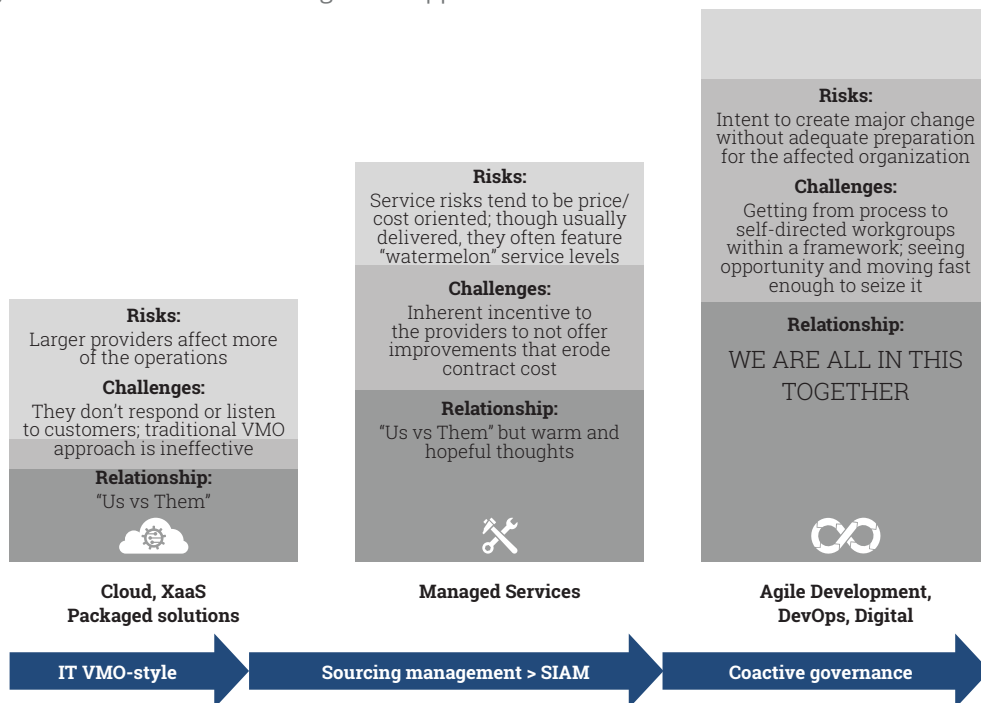 Risks:
Larger providers affect more
of the operations
Challenges:
They don’t respond or listen
to customers; traditional VMO
approach is ineffective
Relationship:
“Us vs Them”
Cloud, XaaS
Packaged solutions
IT VMO-style
Risks:
Service risks tend to be price/
cost oriented; though usually
delivered, they often feature
“watermelon” service levels
Challenges:
Inherent incentive to
the providers to not offer
improvements that erode
contract cost
Relationship:
“Us vs Them” but warm and
hopeful thoughts
Managed Services
Sourcing management > SIAM
Risks:
Intent to create major change
without adequate preparation
for the affected organization
Challenges:
Getting from process to
self-directed workgroups
within a framework; seeing
opportunity and moving fast
enough to seize it
Relationship:
WE ARE ALL IN THIS
TOGETHER
Agile Development,
DevOps, Digital
Coactive governance